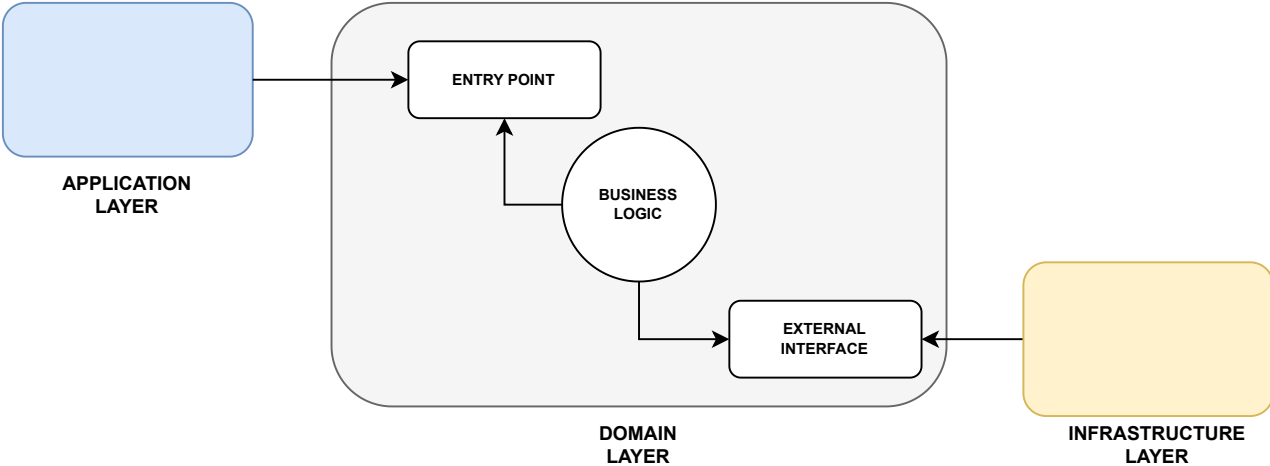 ENTRY POINT
APPLICATION
LAYER
BUSINESS
LOGIC
EXTERNAL
INTERFACE
DOMAIN
LAYER
INFRASTRUCTURE
LAYER